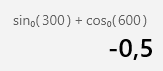 sin₀(300) + cos₀(600)
-0,5